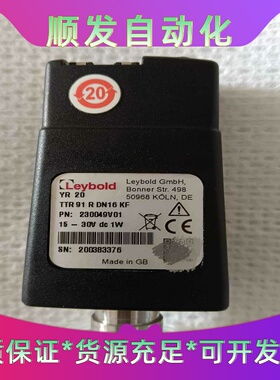 顺发自动化
20
Leybold
Leybold GmbH,
Bonner Str. 498
50968 KÖLN, DE
YR 20
TTR 91 R DN16 KF
PN: 230049V01
15 - 30V dc 1W
SN: 200383376
Made in GB
质保证*货源充足*可开发